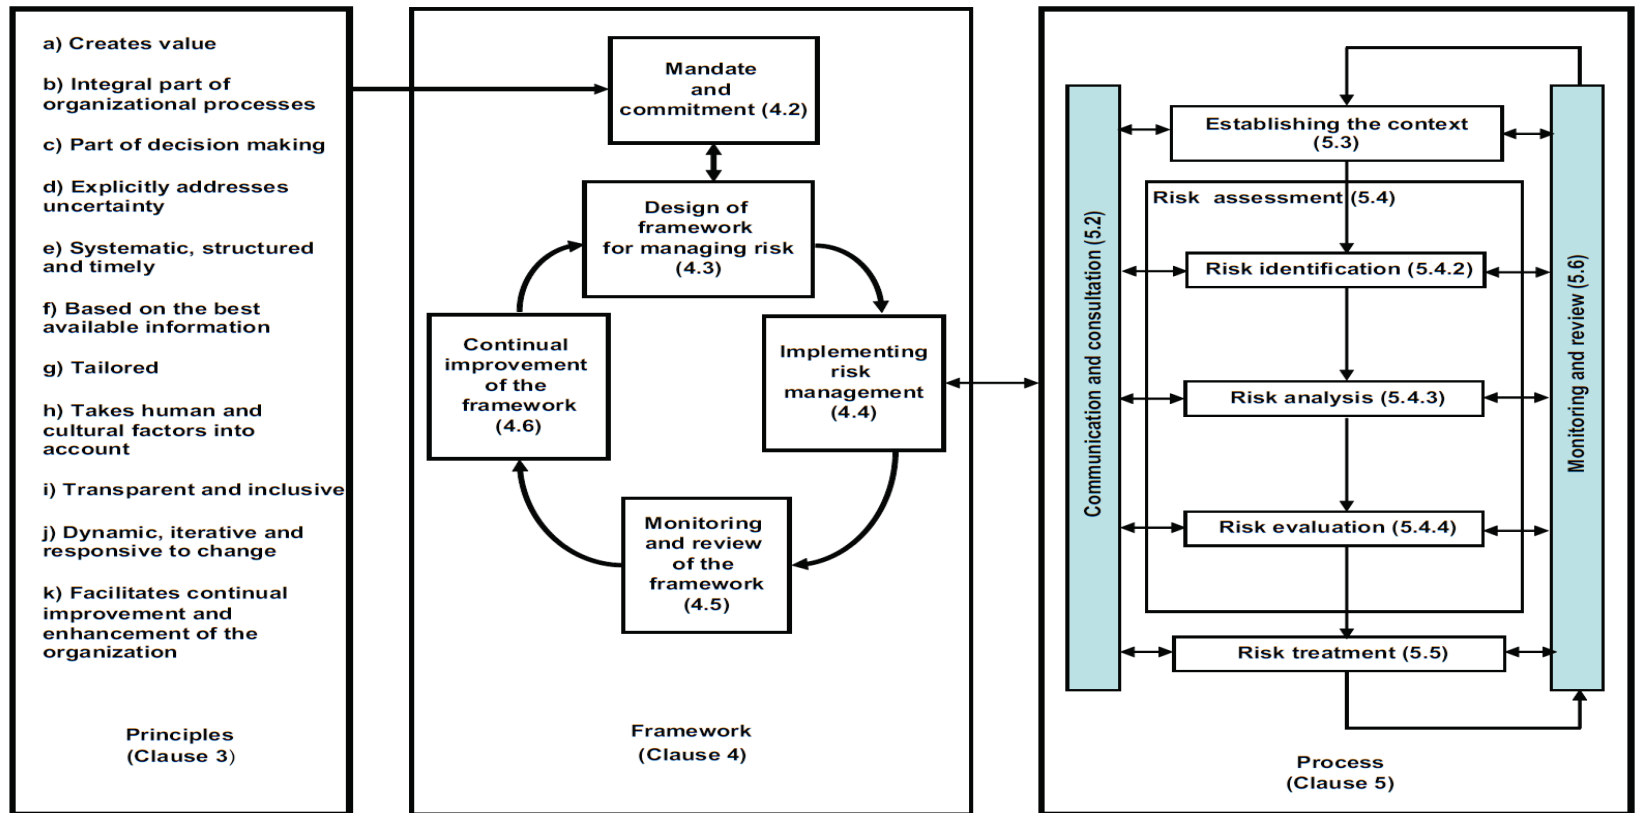 a) Creates value
b) Integral part of
organizational processes
c) Part of decision making
d) Explicitly addresses
uncertainty
e) Systematic, structured
and timely
f) Based on the best
available information
g) Tailored
h) Takes human and
cultural factors into
account
i) Transparent and inclusive
j) Dynamic, iterative and
responsive to change
k) Facilitates continual
improvement and
enhancement of the
organization
Principles
(Clause 3)
Mandate
and
commitment (4.2)
Design of
framework
for managing risk
(4.3)
Implementing
risk
management
(4.4)
Monitoring
and review
of the
framework
(4.5)
Continual
improvement
of the
framework
(4.6)
Framework
(Clause 4)
Communication and consultation (5.2)
Establishing the context
(5.3)
Risk assessment (5.4)
Risk identification (5.4.2)
Risk analysis (5.4.3)
Risk evaluation (5.4.4)
Risk treatment (5.5)
Monitoring and review (5.6)
Process
(Clause 5)